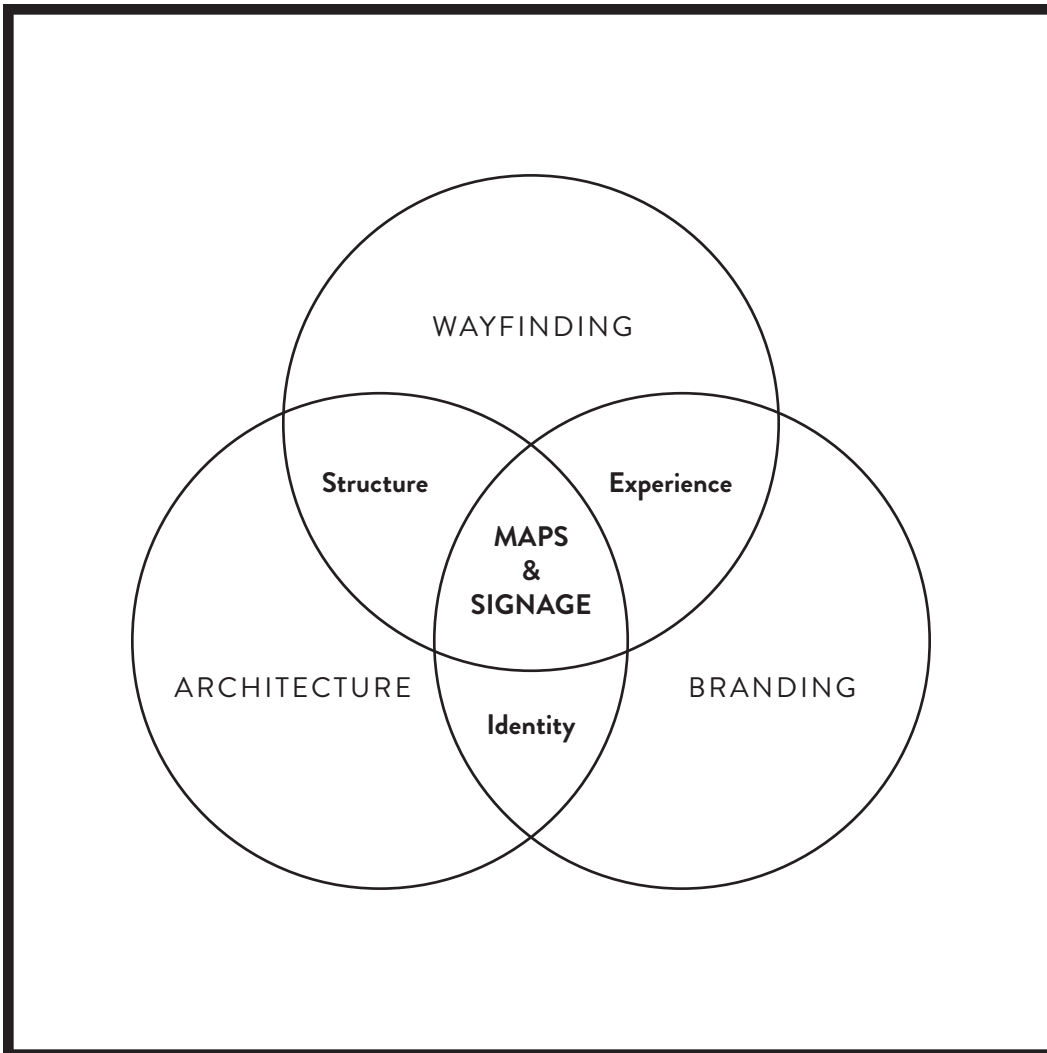 WAYFINDING
Structure
Experience
MAPS
&
SIGNAGE
ARCHITECTURE
BRANDING
Identity